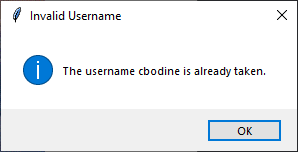 Invalid Username
The username cbodine is already taken.
OK